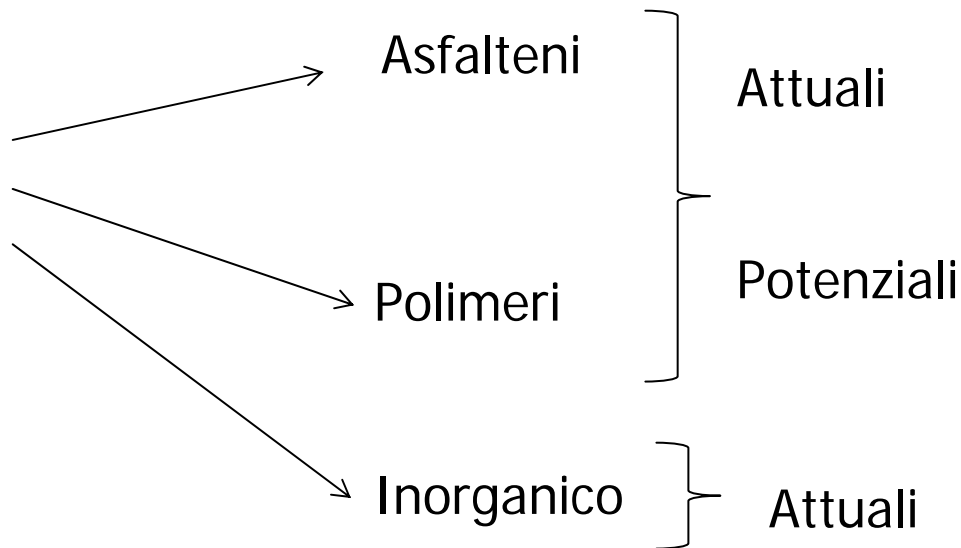 Asfalteni
Attuali
Potenziali
Polimeri
Inorganico
Attuali